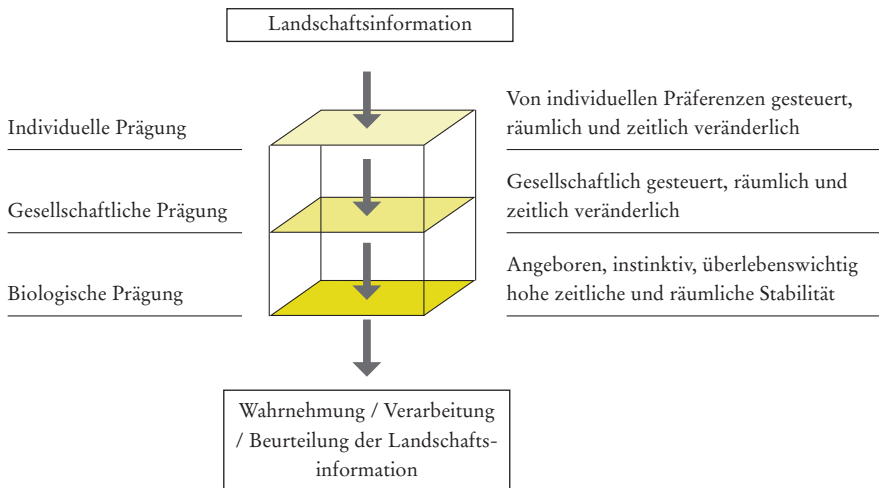 Landschaftsinformation
Individuelle Prägung
Von individuellen Präferenzen gesteuert,
räumlich und zeitlich veränderlich
Gesellschaftliche Prägung
Gesellschaftlich gesteuert, räumlich und
zeitlich veränderlich
Biologische Prägung
Angeboren, instinktiv, überlebenswichtig
hohe zeitliche und räumliche Stabilität
Wahrnehmung / Verarbeitung
/ Beurteilung der Landschafts-
information